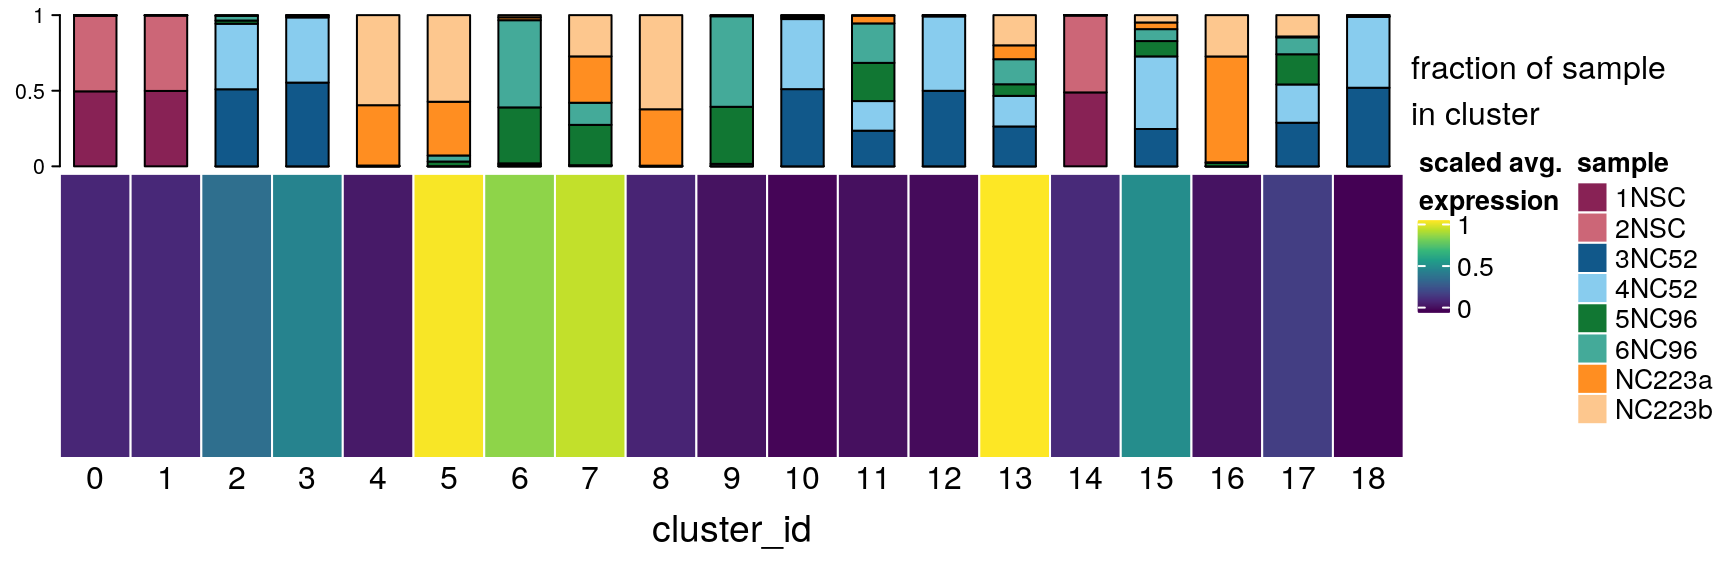 1
0.5
0
fraction of sample
in cluster
scaled avg.
expression
1
0.5
0
sample
1NSC
2NSC
3NC52
4NC52
5NC96
6NC96
NC223a
NC223b
0 1 2 3 4 5 6 7 8 9 10 11 12 13 14 15 16 17 18
cluster_id